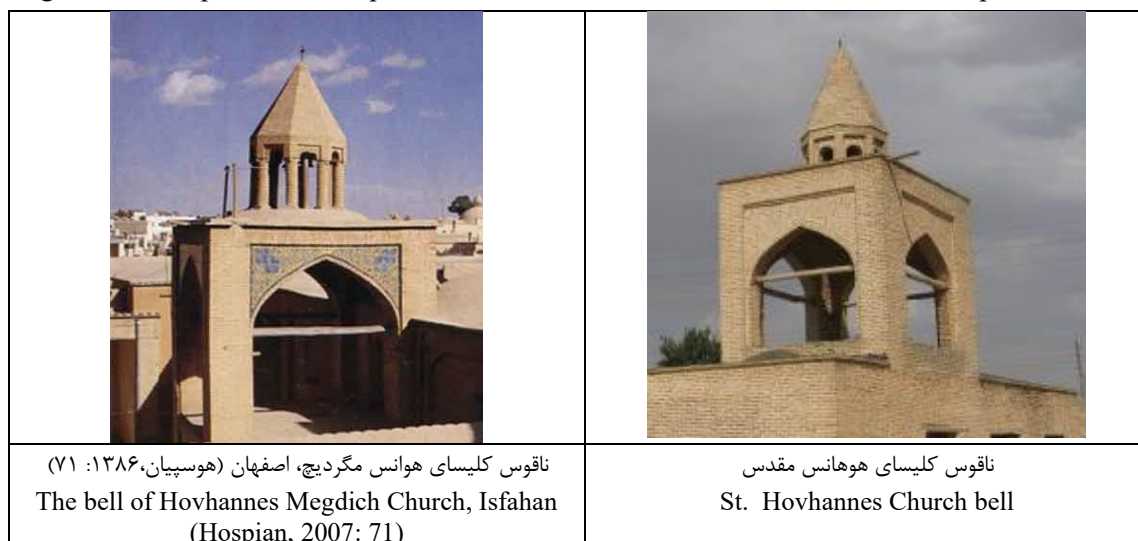 ناقوس کلیسای هوانس مگردیچ، اصفهان (هوسپیان،۱۳۸۶: ۷۱)
The bell of Hovhannes Megdich Church, Isfahan
(Hospian, 2007: 71)
ناقوس کلیسای هوهانس مقدس
St. Hovhannes Church bell